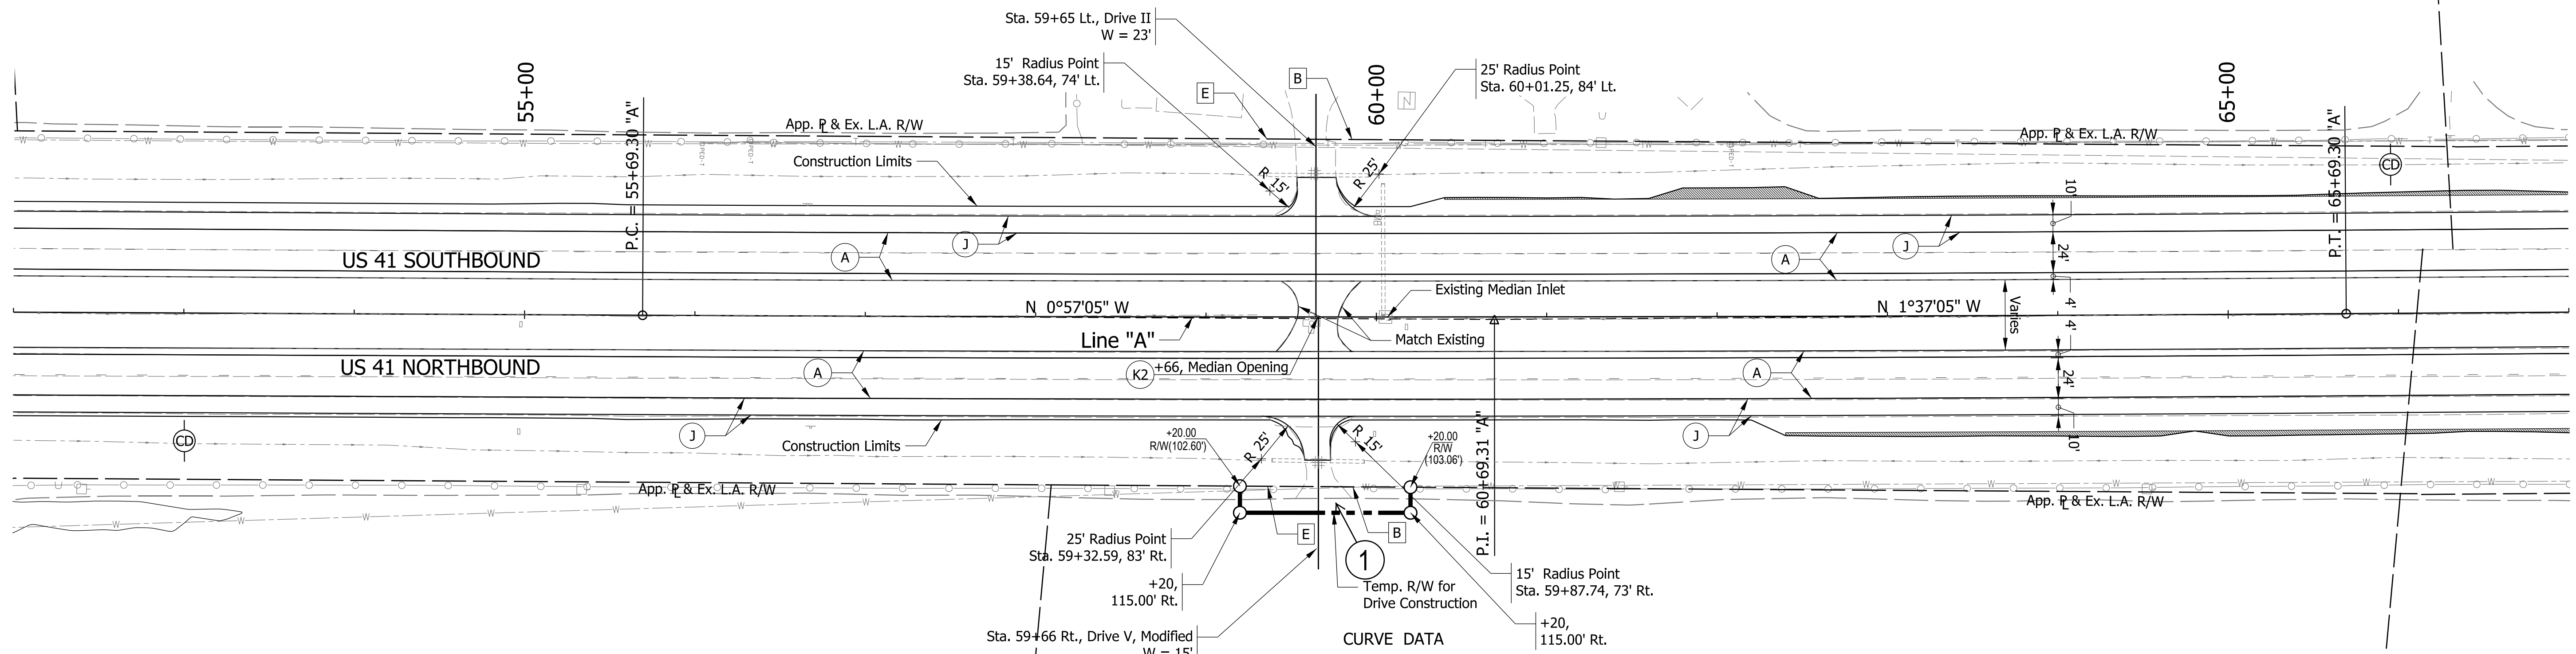 Sta. 59+65 Lt., Drive II
W = 23'
15' Radius Point
Sta. 59+38.64, 74' Lt.
25' Radius Point
Sta. 60+01.25, 84' Lt.
55+00
60+00
65+00
E
B
N
App. PL & Ex. L.A. R/W
App. PL & Ex. L.A. R/W
P.C. = 55+69.30 "A"
P.T. = 65+69.30 "A"
Construction Limits
R 15'
R 25'
CD
10'
J
J
A
A
24'
US 41 SOUTHBOUND
Existing Median Inlet
N 0°57'05" W
N 1°37'05" W
Varies
4'
4'
Line "A"
Match Existing
US 41 NORTHBOUND
A
K2
+66, Median Opening
A
24'
P.I. = 60+69.31 "A"
J
J
10'
CD
Construction Limits
+20.00
R/W(102.60')
R 25'
R 15'
+20.00
R/W
(103.06')
App. PL & Ex. L.A. R/W
App. PL & Ex. L.A. R/W
E
B
25' Radius Point
Sta. 59+32.59, 83' Rt.
1
+20,
115.00' Rt.
Temp. R/W for
Drive Construction
15' Radius Point
Sta. 59+87.74, 73' Rt.
+20,
115.00' Rt.
Sta. 59+66 Rt., Drive V, Modified
W = 15'
CURVE DATA